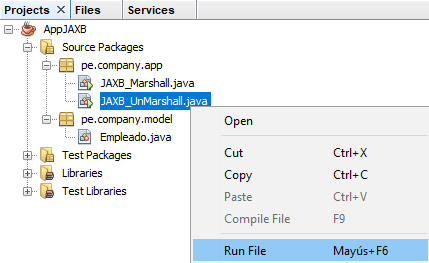 Projects X Files Services
AppJAXB
Source Packages
pe.company.app
JAXB_Marshall.java
JAXB_UnMarshall.java
pe.company.model
Empleado.java
Test Packages
Libraries
Test Libraries
Open
Cut Ctrl+X
Copy Ctrl+C
Paste Ctrl+V
Compile File F9
Run File Mayús+F6